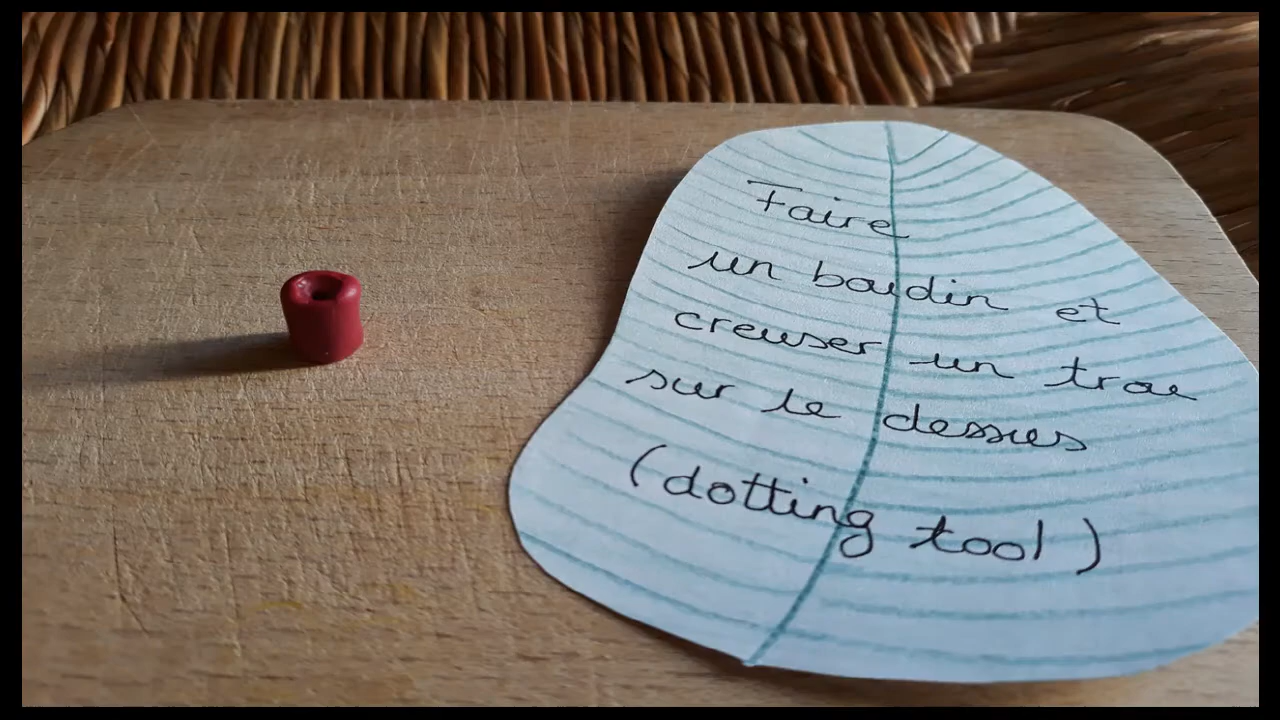 Faire
un boudin et
creuser un trou
sur le dessus
(dotting tool)